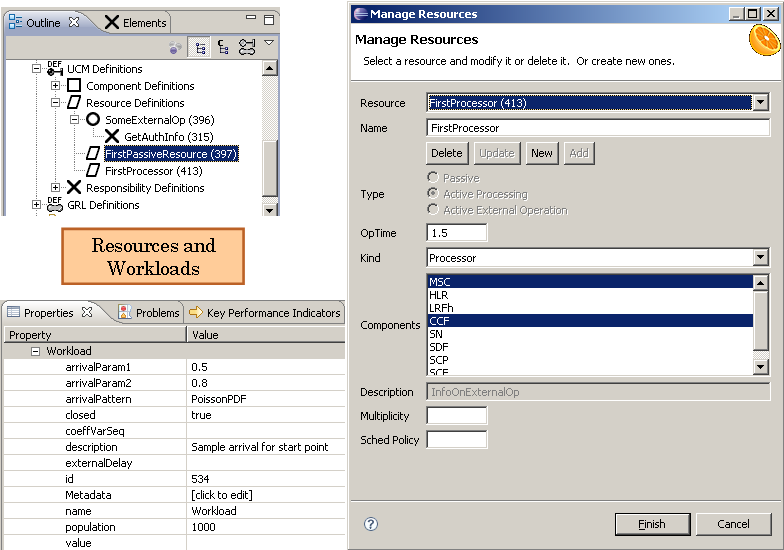 Outline
Elements
UCM Definitions
Component Definitions
Resource Definitions
SomeExternalOp (396)
GetAuthInfo (315)
FirstPassiveResource (397)
FirstProcessor (413)
Responsibility Definitions
GRL Definitions
Resources and
Workloads
Properties
Problems
Key Performance Indicators
Property Value
Workload
arrivalParam1 0.5
arrivalParam2 0.8
arrivalPattern PoissonPDF
closed true
coeffVarSeq
description Sample arrival for start point
externalDelay
id 534
Metadata [click to edit]
name Workload
population 1000
value
Manage Resources
Manage Resources
Select a resource and modify it or delete it. Or create new ones.
Resource FirstProcessor (413)
Name FirstProcessor
Delete Update New Add
Passive
Type Active Processing
Active External Operation
OpTime 1.5
Kind Processor
MSC
HLR
LRFh
Components CCF
SN
SDF
SCP
SCE
Description InfoOnExternalOp
Multiplicity
Sched Policy
Finish Cancel